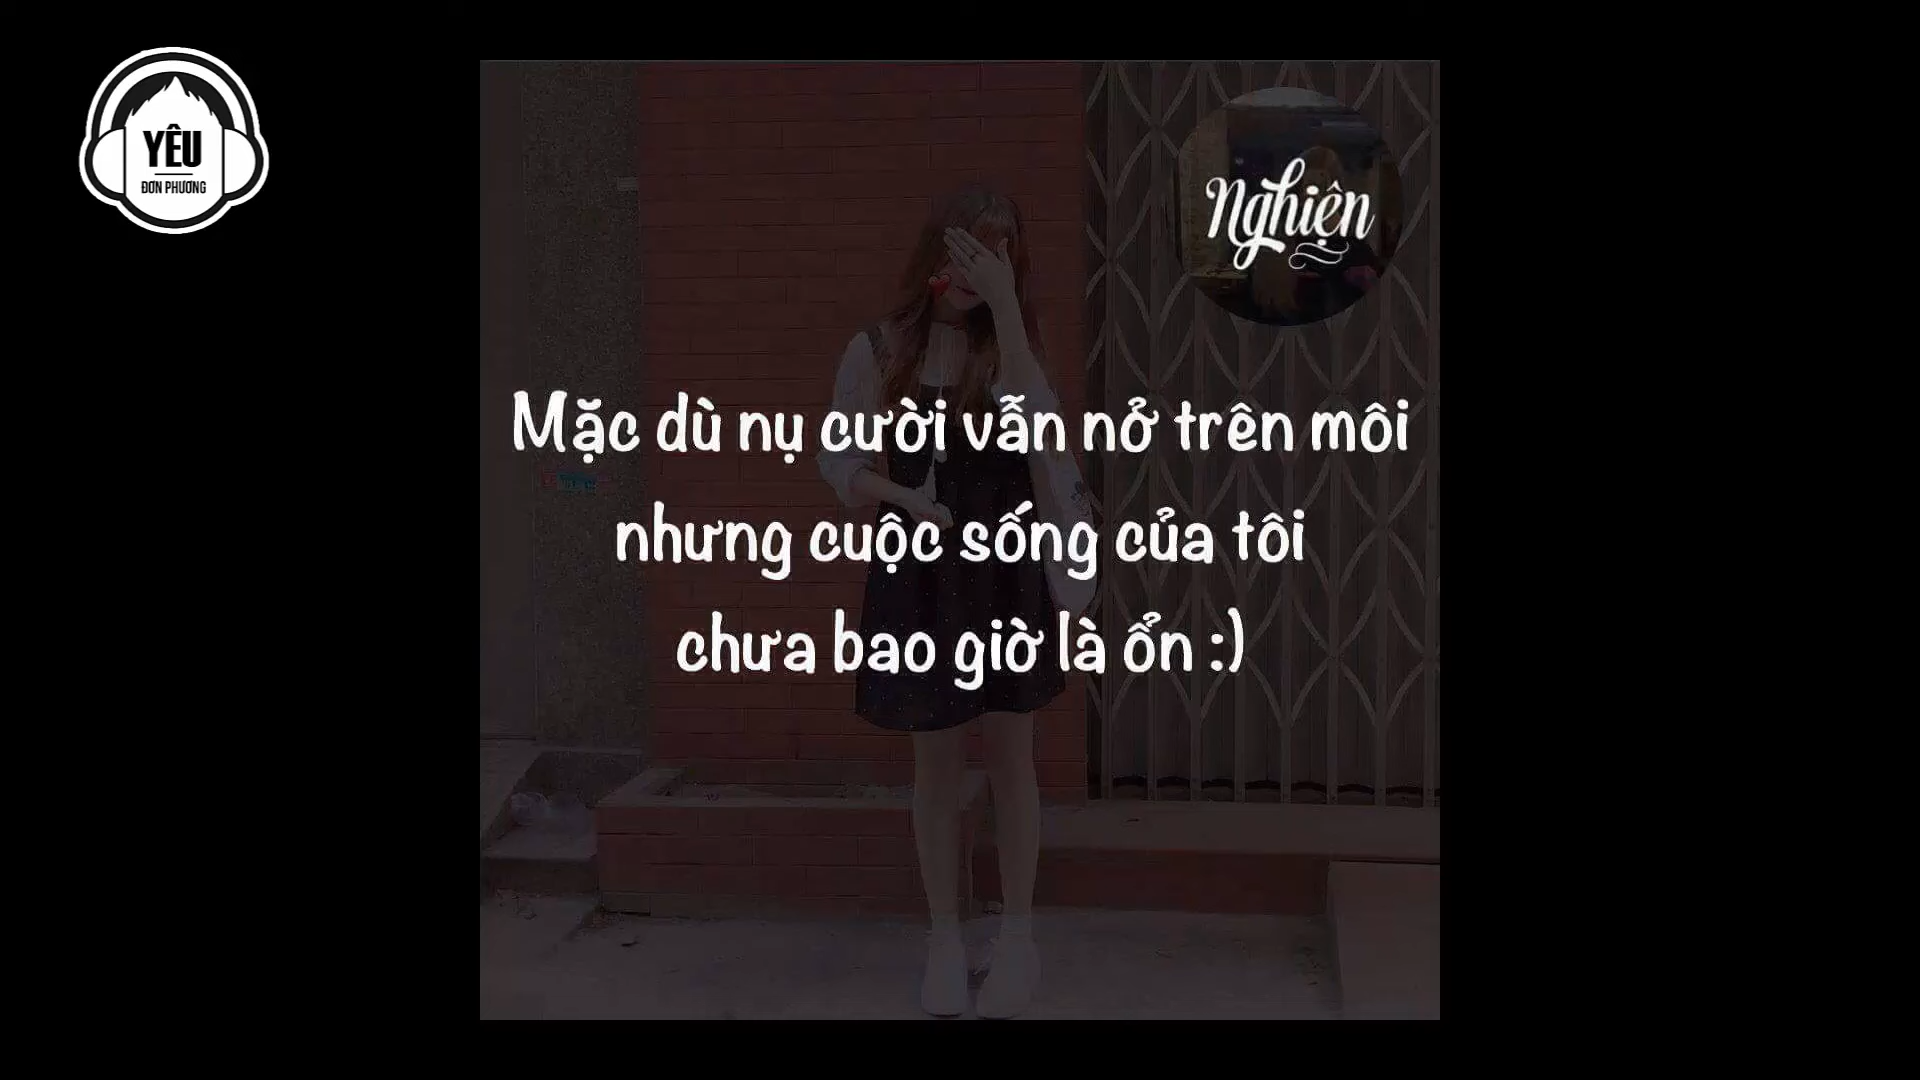 YÊU
ĐƠN PHƯƠNG
Nghiện
Mặc dù nụ cười vẫn nở trên môi
nhưng cuộc sống của tôi
chưa bao giờ là ổn :)